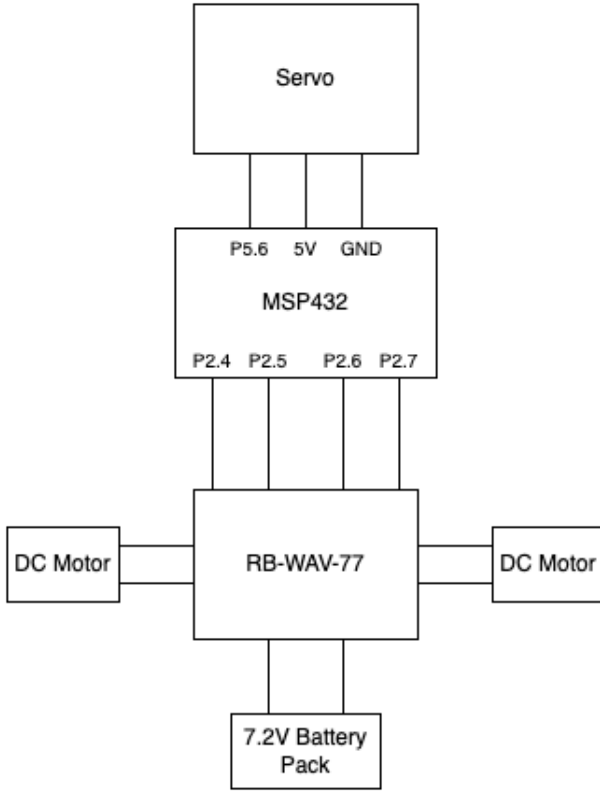 Servo
P5.6 5V GND
MSP432
P2.4 P2.5 P2.6 P2.7
DC Motor RB-WAV-77 DC Motor
7.2V Battery
Pack